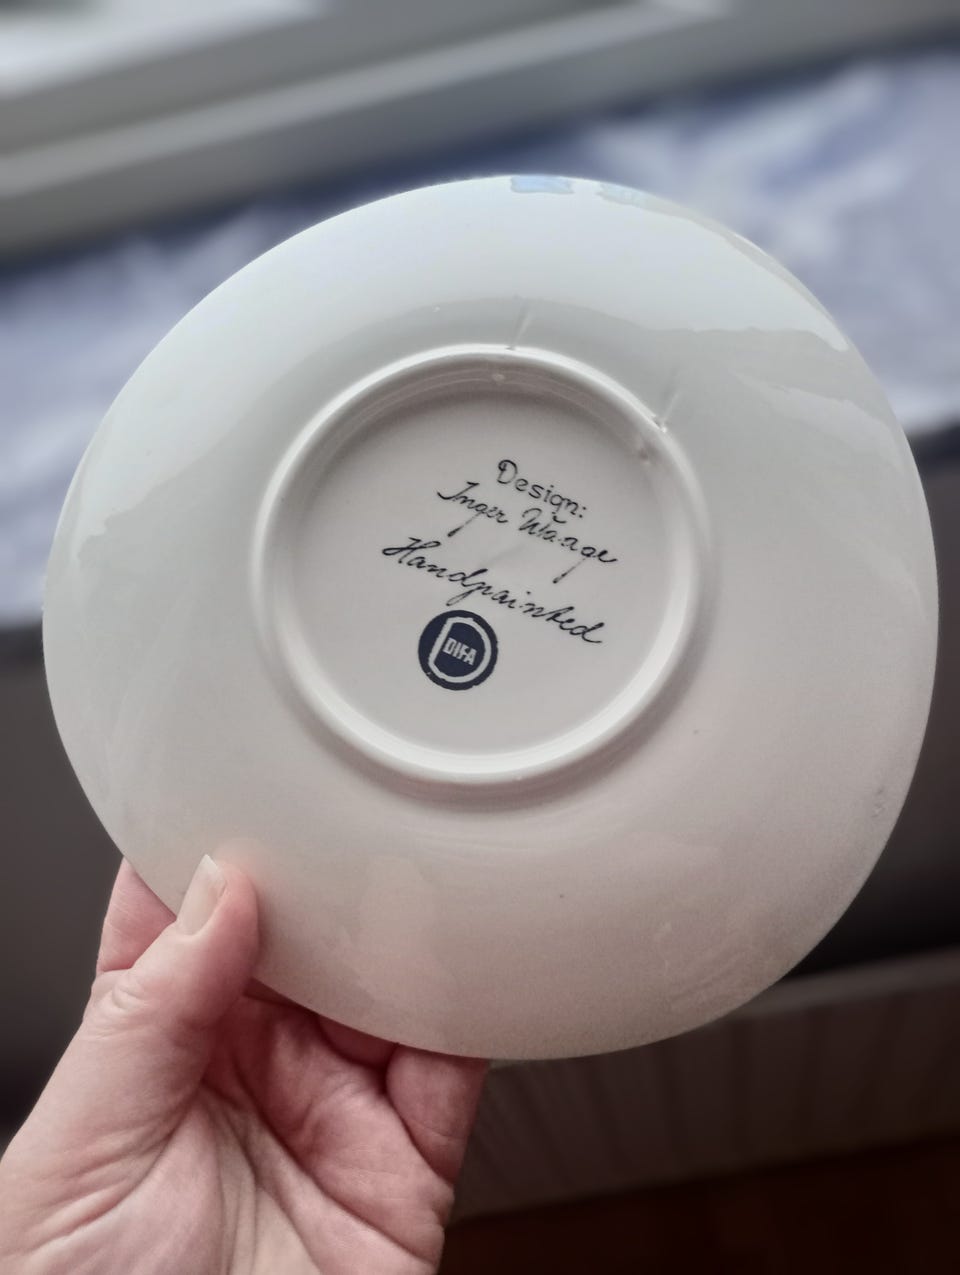 Design:
Inger Waage
Handpainted
DIFA